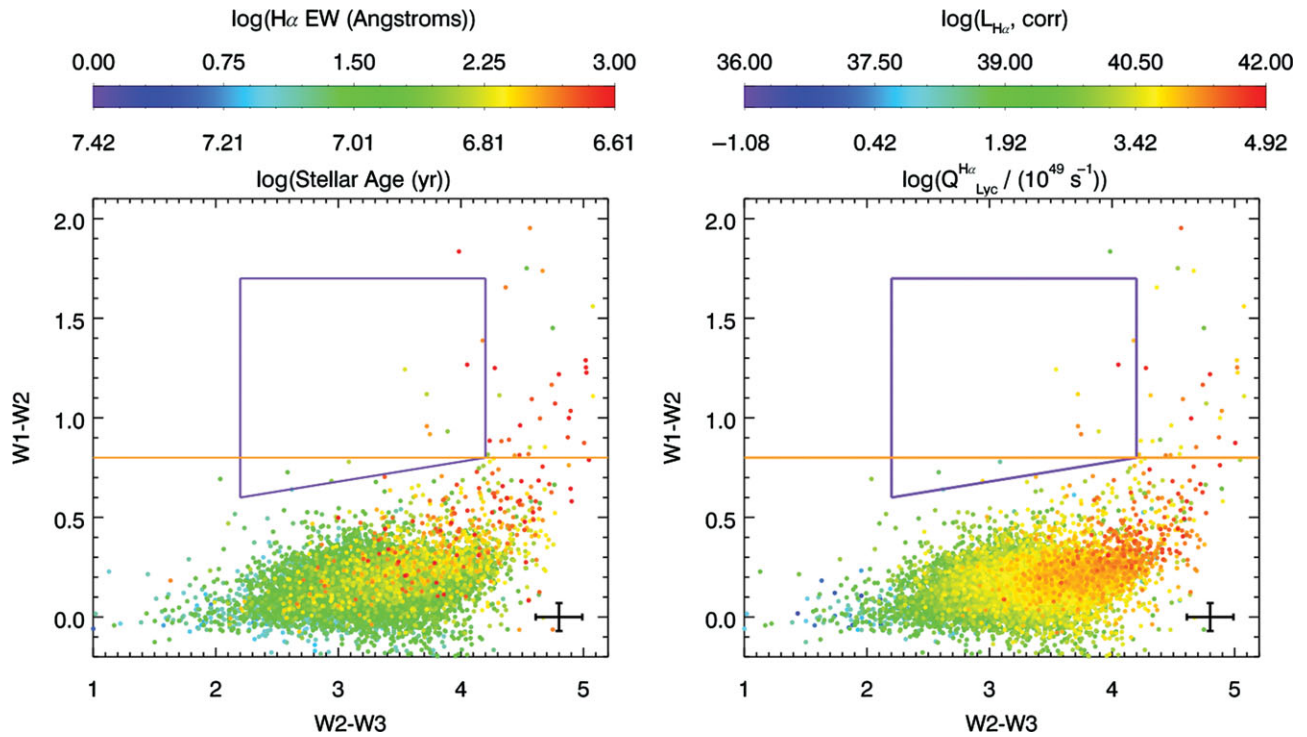 log(Hα EW (Angstroms)
0.00 0.75 1.50 2.25 3.00
7.42 7.21 7.01 6.81 6.61
log(Stellar Age (yr))
2.0
1.5
1.0
0.5
0.0
W1-W2
1 2 3 4 5
W2-W3
log(L_Hα, corr)
36.00 37.50 39.00 40.50 42.00
−1.08 0.42 1.92 3.42 4.92
log(Q^Hα_Lyc / (10^49 s^−1))
2.0
1.5
1.0
0.5
0.0
W1-W2
1 2 3 4 5
W2-W3